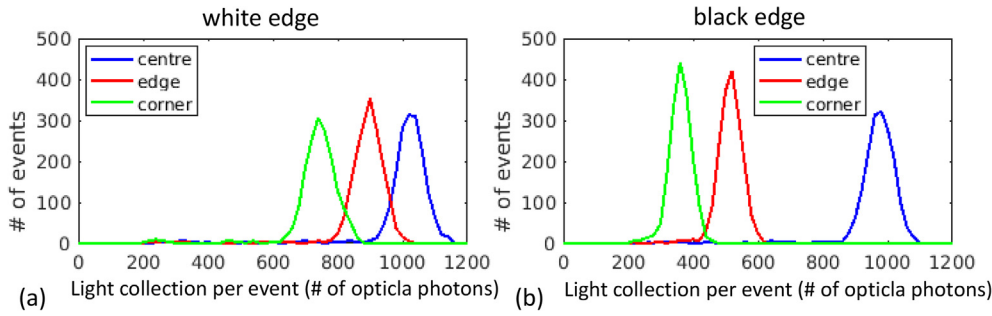 white edge
500
400
300
200
100
0
centre
edge
corner
# of events
0 200 400 600 800 1000 1200
Light collection per event (# of opticla photons)
(a)
black edge
500
400
300
200
100
0
centre
edge
corner
# of events
0 200 400 600 800 1000 1200
Light collection per event (# of opticla photons)
(b)